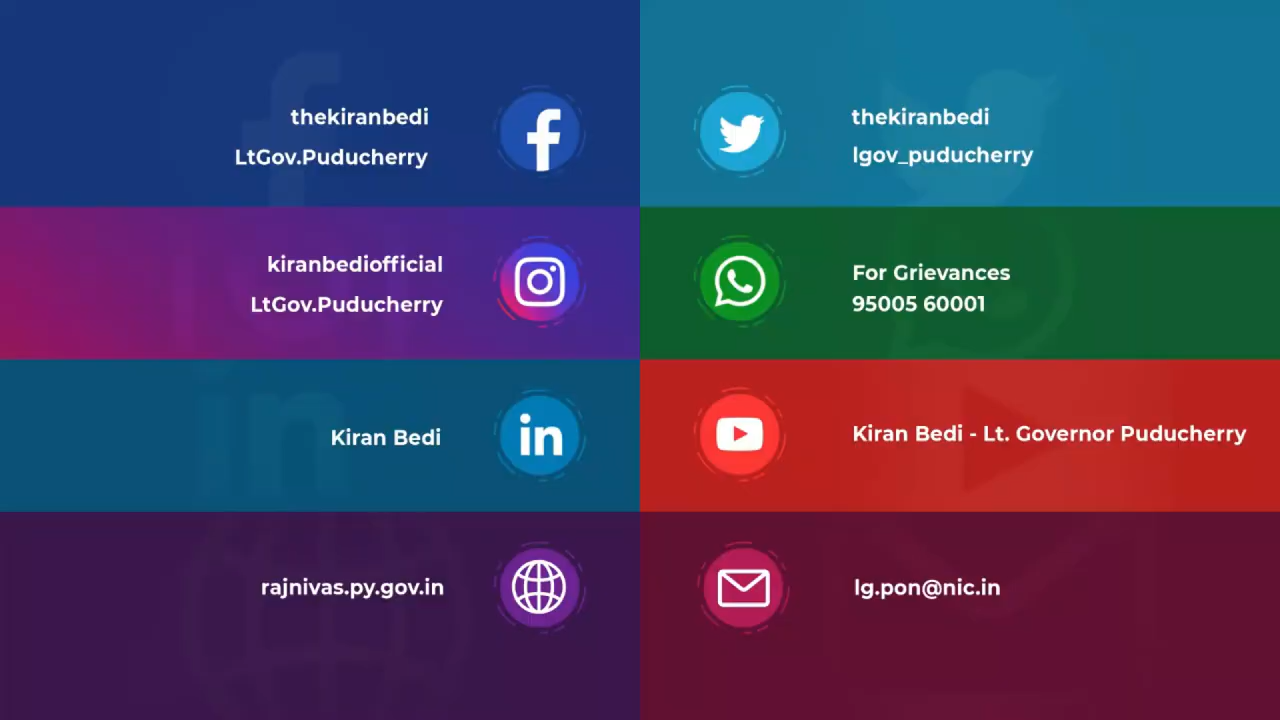 thekiranbedi
LtGov.Puducherry
thekiranbedi
lgov_puducherry
kiranbediofficial
LtGov.Puducherry
For Grievances
95005 60001
Kiran Bedi
Kiran Bedi - Lt. Governor Puducherry
rajnivas.py.gov.in
lg.pon@nic.in